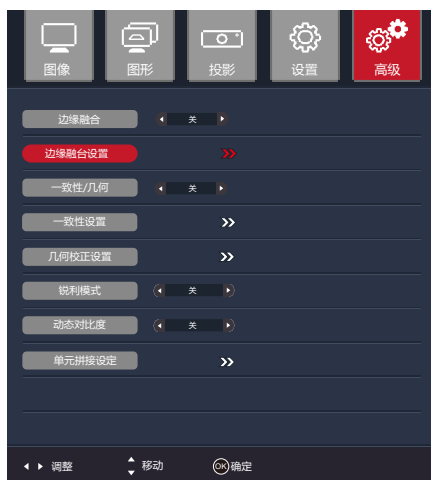 图像 图形 投影 设置 高级
边缘融合 关
边缘融台设置
一致性/几何 关
一致性设置
几何校正设置
锐利模式 关
动态对比度 关
单元拼接设定
调整 移动 OK 确定